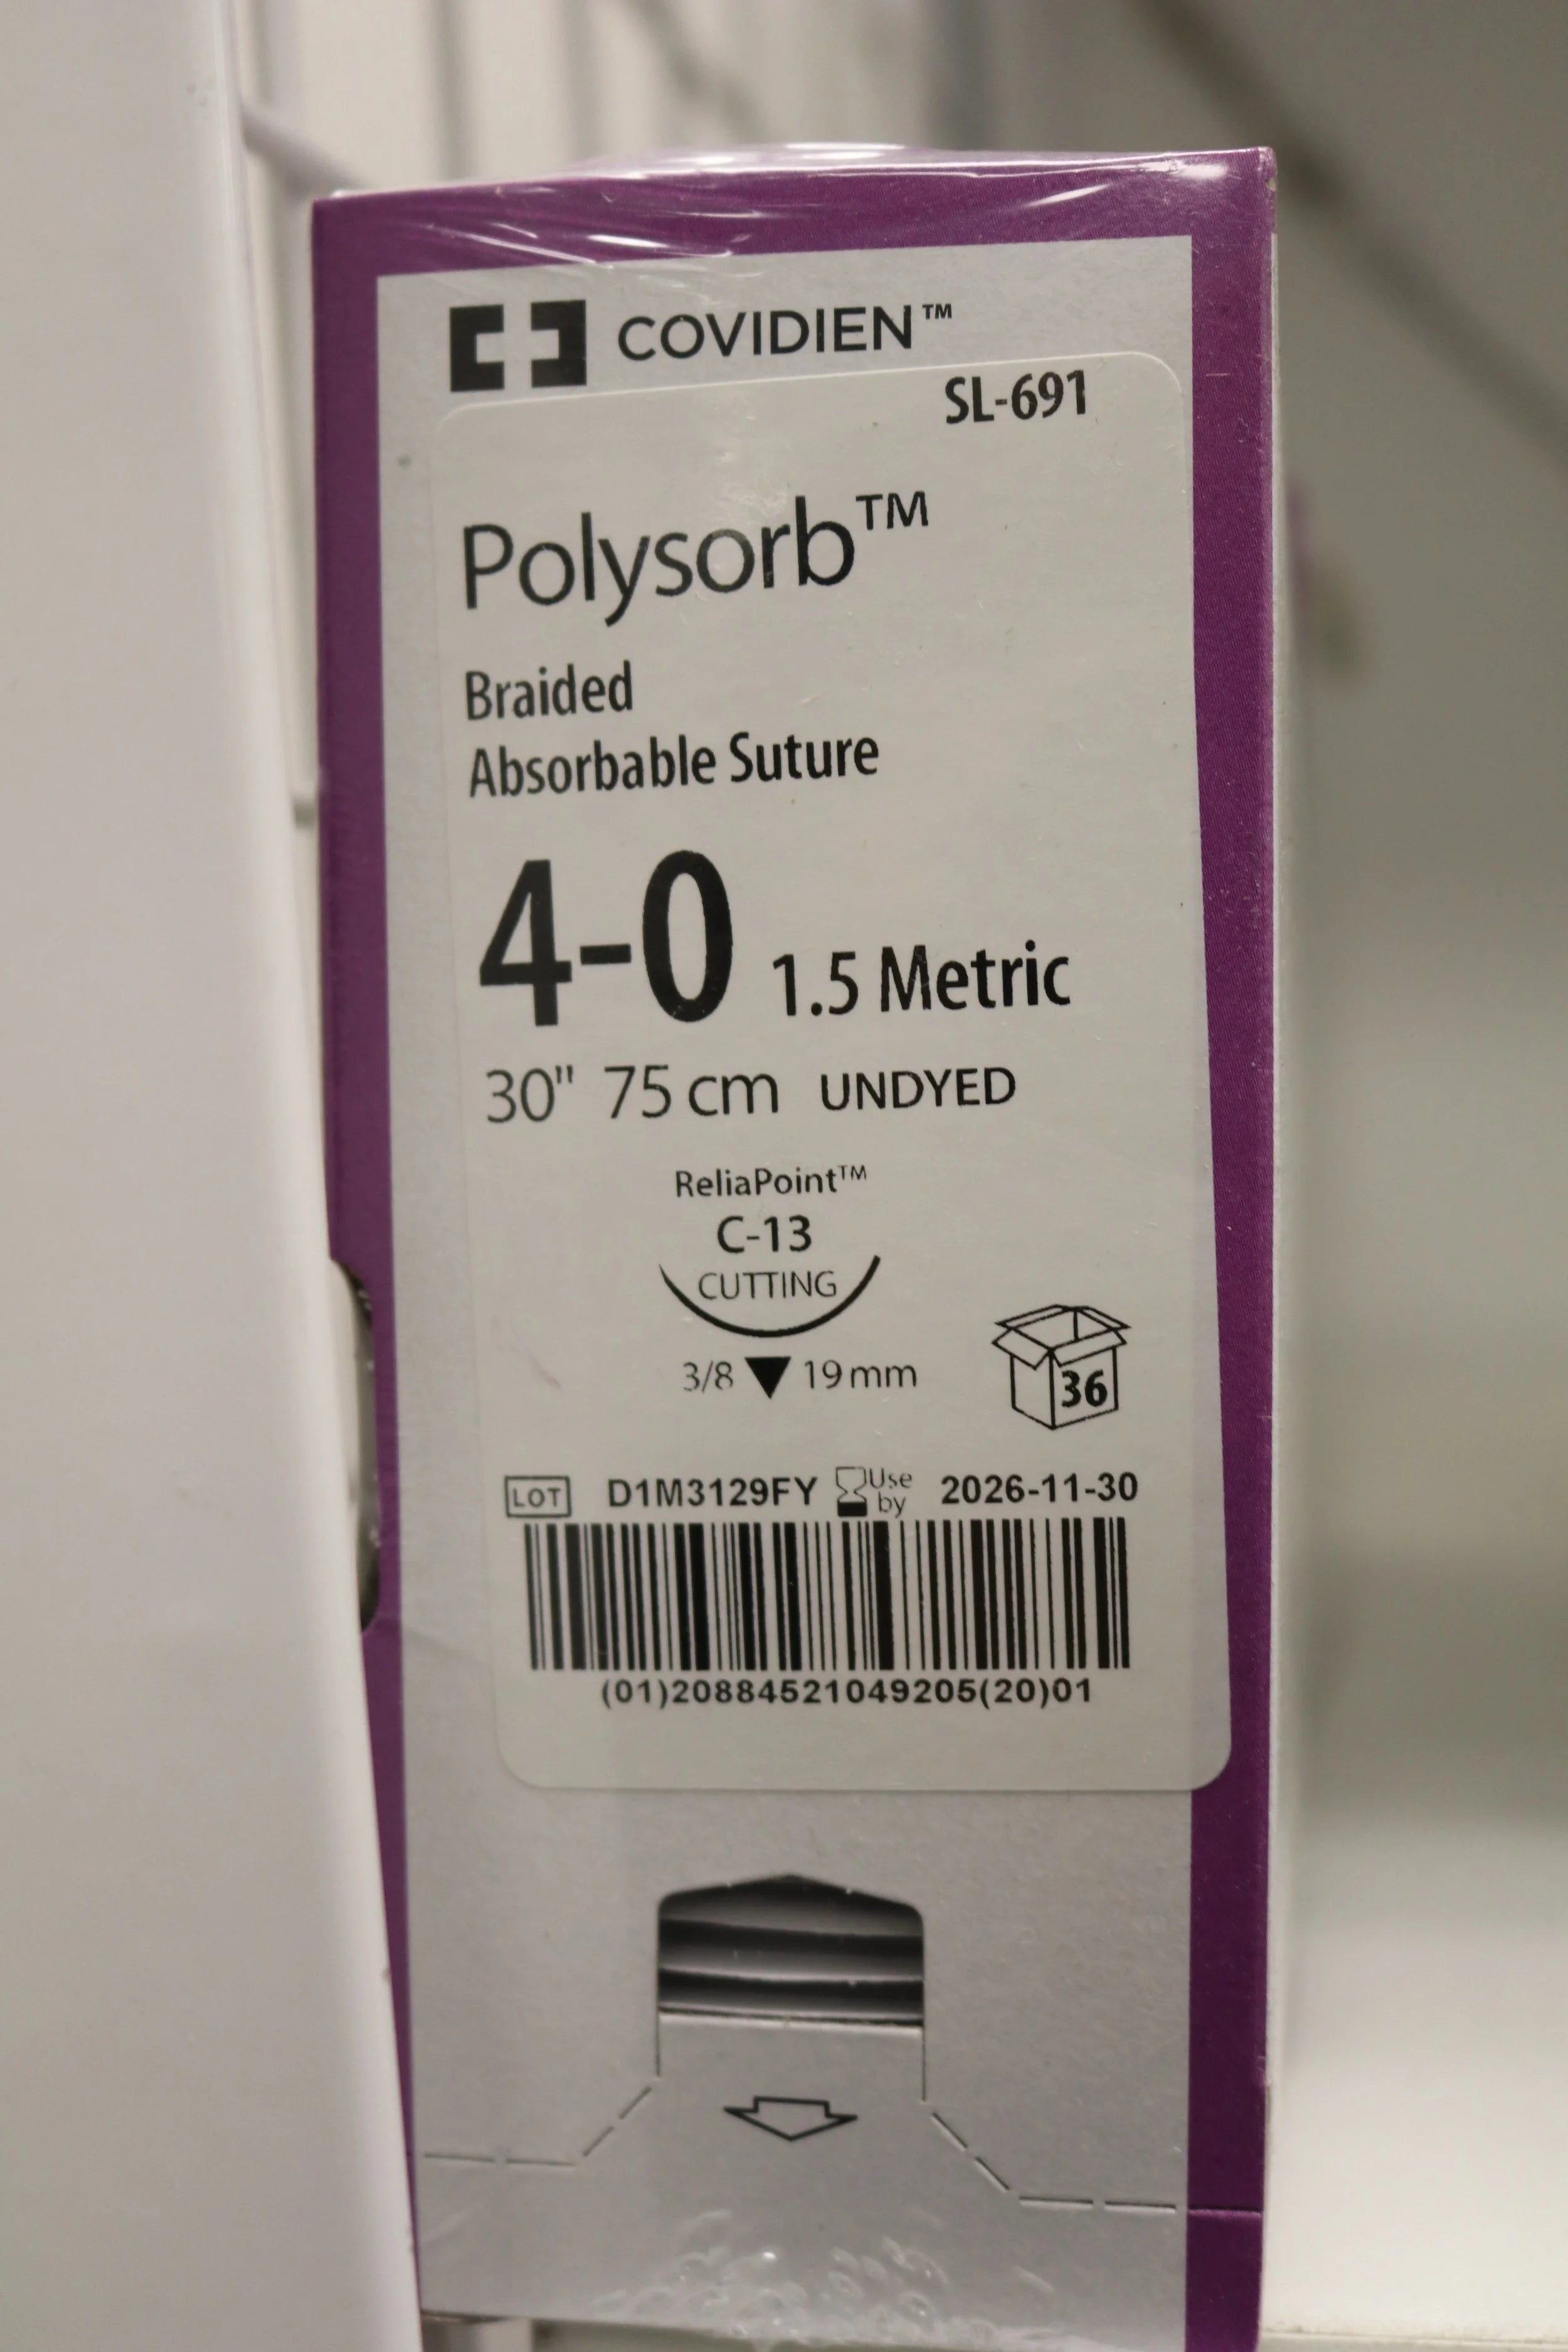 COVIDIEN™
SL-691
Polysorb™
Braided
Absorbable Suture
4-0 1.5 Metric
30" 75 cm UNDYED
ReliaPoint™
C-13
CUTTING
3/8 19 mm
36
LOT D1M3129FY Use by 2026-11-30
(01)20884521049205(20)01